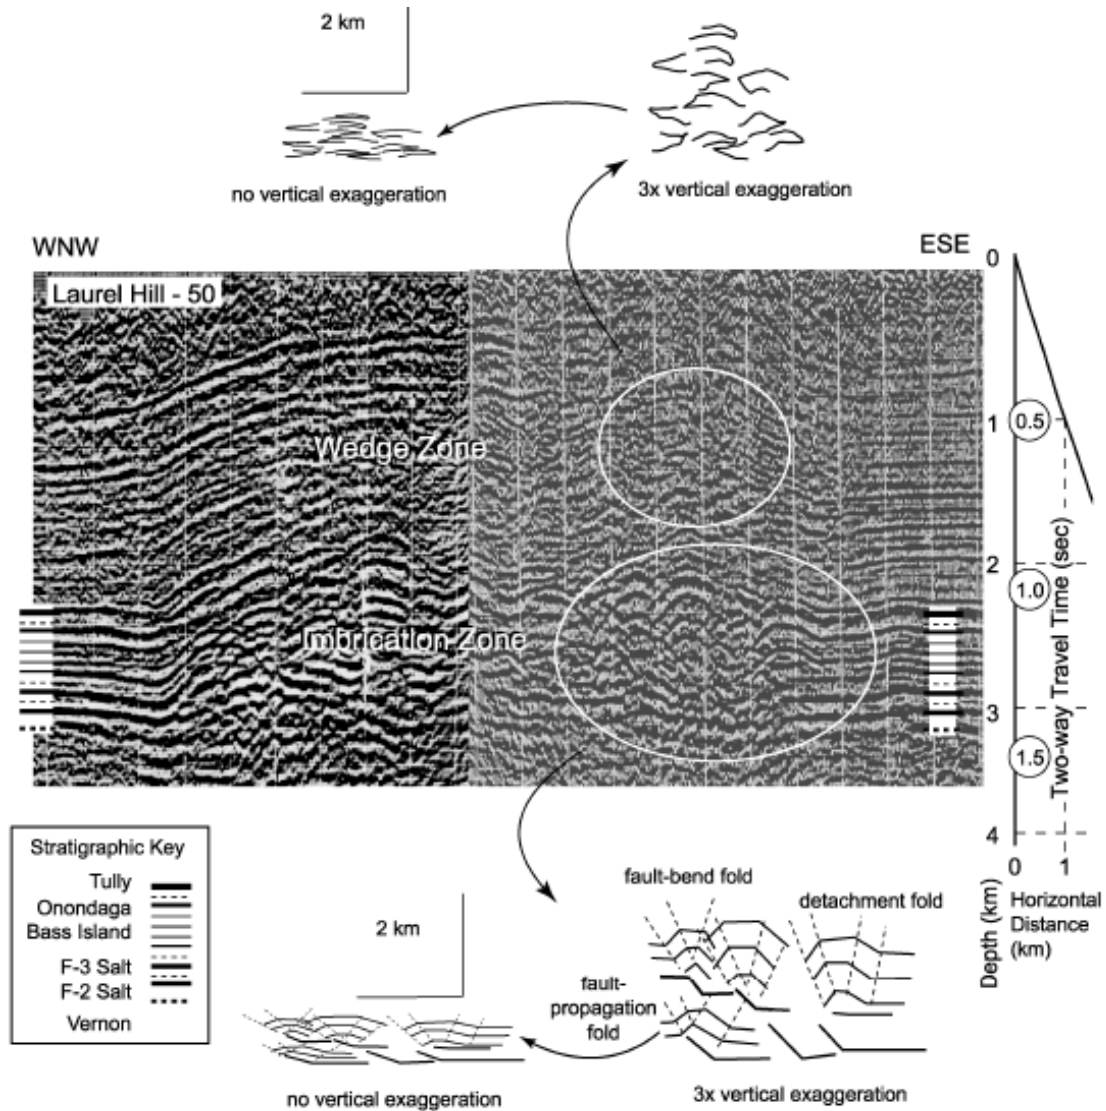 2 km
no vertical exaggeration
3x vertical exaggeration
WNW
ESE
Laurel Hill - 50
Wedge Zone
Imbrication Zone
0
1
0.5
2
1.0
3
1.5
4
Two-way Travel Time (sec)
0 1
Depth (km)
Horizontal
Distance
(km)
Stratigraphic Key
Tully
Onondaga
Bass Island
F-3 Salt
F-2 Salt
Vernon
2 km
no vertical exaggeration
fault-bend fold
detachment fold
fault-
propagation
fold
3x vertical exaggeration